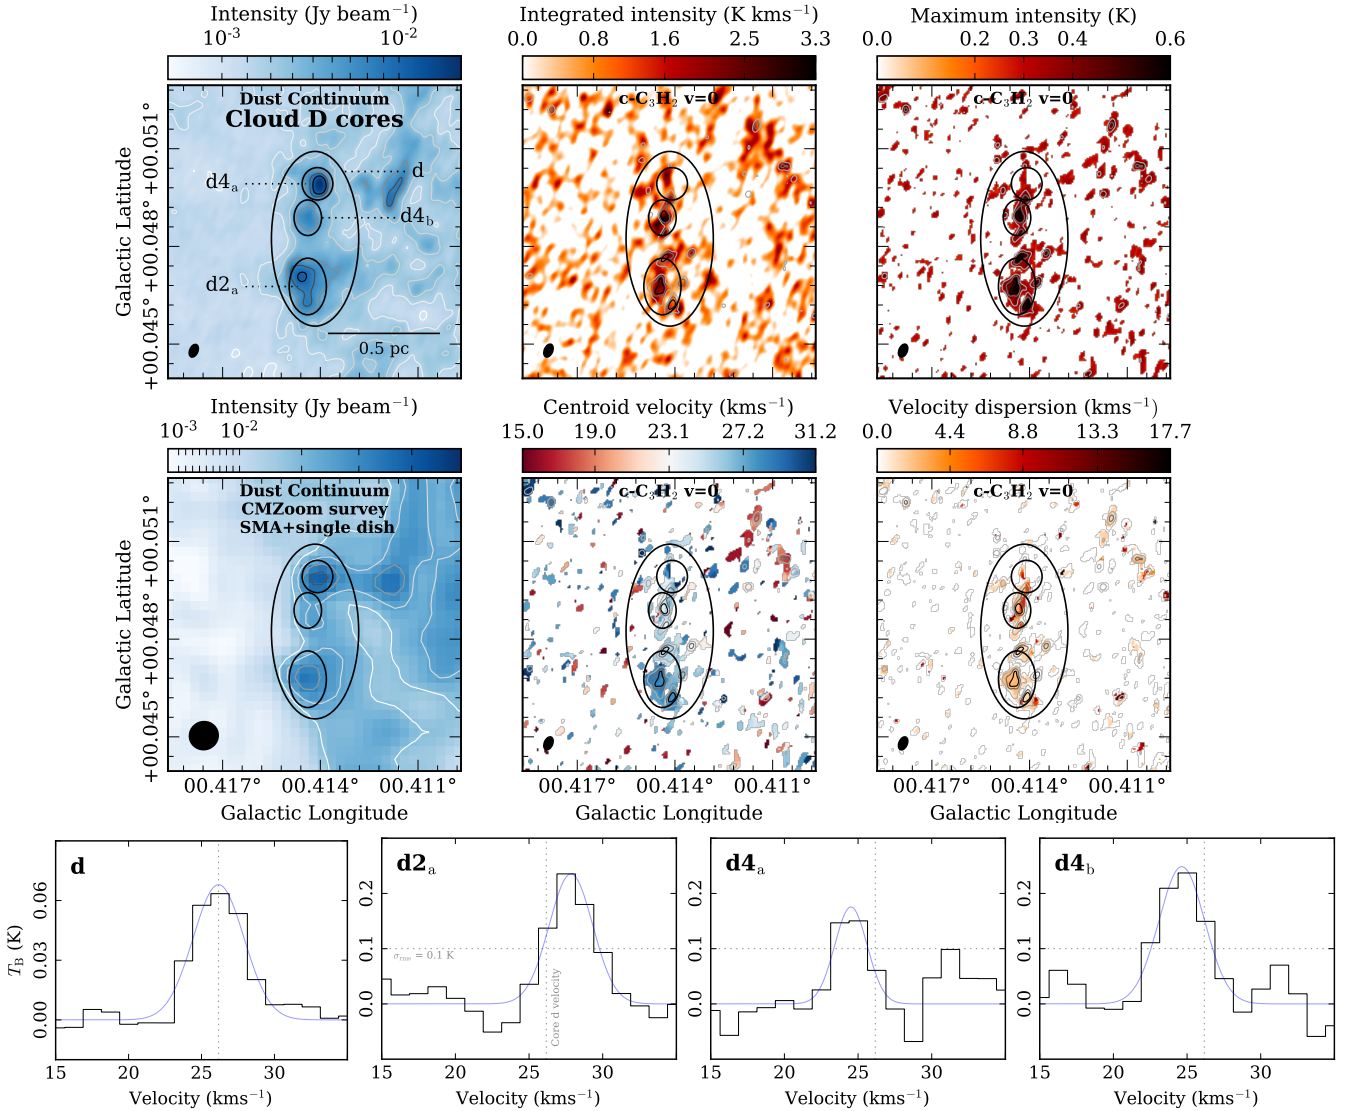 Intensity (Jy beam⁻¹)
10⁻³ 10⁻²
Dust Continuum
Cloud D cores
d4ₐ
d
d4_b
d2ₐ
0.5 pc
Galactic Latitude
+00.045° +00.048° +00.051°
Integrated intensity (K kms⁻¹)
0.0 0.8 1.6 2.5 3.3
c-C₃H₂ v=0
Maximum intensity (K)
0.0 0.2 0.3 0.4 0.6
c-C₃H₂ v=0
Intensity (Jy beam⁻¹)
10⁻³ 10⁻²
Dust Continuum
CMZoom survey
SMA+single dish
Galactic Latitude
+00.045° +00.048° +00.051°
00.417° 00.414° 00.411°
Galactic Longitude
Centroid velocity (kms⁻¹)
15.0 19.0 23.1 27.2 31.2
c-C₃H₂ v=0
00.417° 00.414° 00.411°
Galactic Longitude
Velocity dispersion (kms⁻¹)
0.0 4.4 8.8 13.3 17.7
c-C₃H₂ v=0
00.417° 00.414° 00.411°
Galactic Longitude
d
T_B (K)
0.00 0.03 0.06
15 20 25 30
Velocity (kms⁻¹)
d2ₐ
0.0 0.1 0.2
σ_rms = 0.1 K
Core d velocity
15 20 25 30
Velocity (kms⁻¹)
d4ₐ
0.0 0.1 0.2
15 20 25 30
Velocity (kms⁻¹)
d4_b
0.0 0.1 0.2
15 20 25 30
Velocity (kms⁻¹)